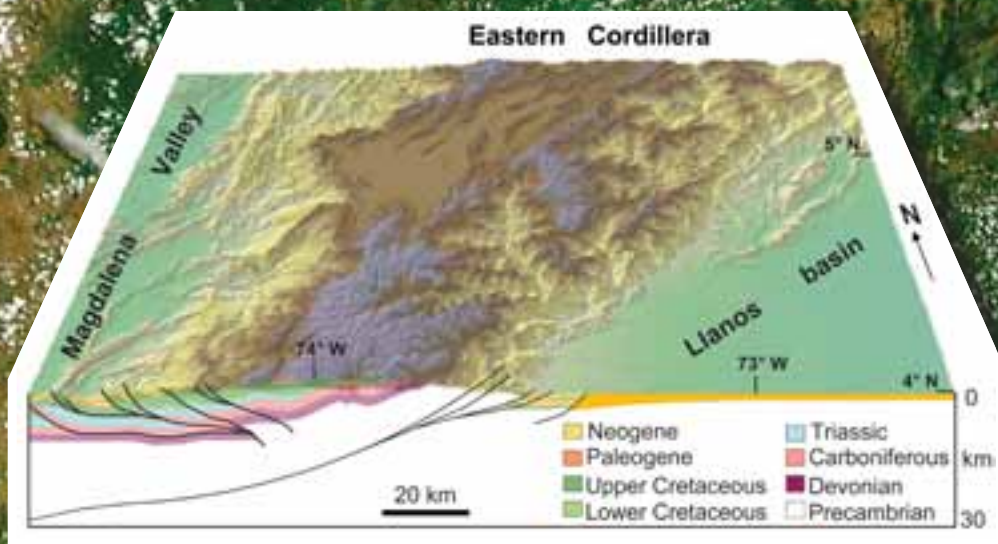 Eastern Cordillera
Valley
Magdalena
5° N
N
basin
Llanos
74° W
73° W
4° N
0
Neogene
Triassic
Paleogene
Carboniferous
km
Upper Cretaceous
Devonian
20 km
Lower Cretaceous
Precambrian
30